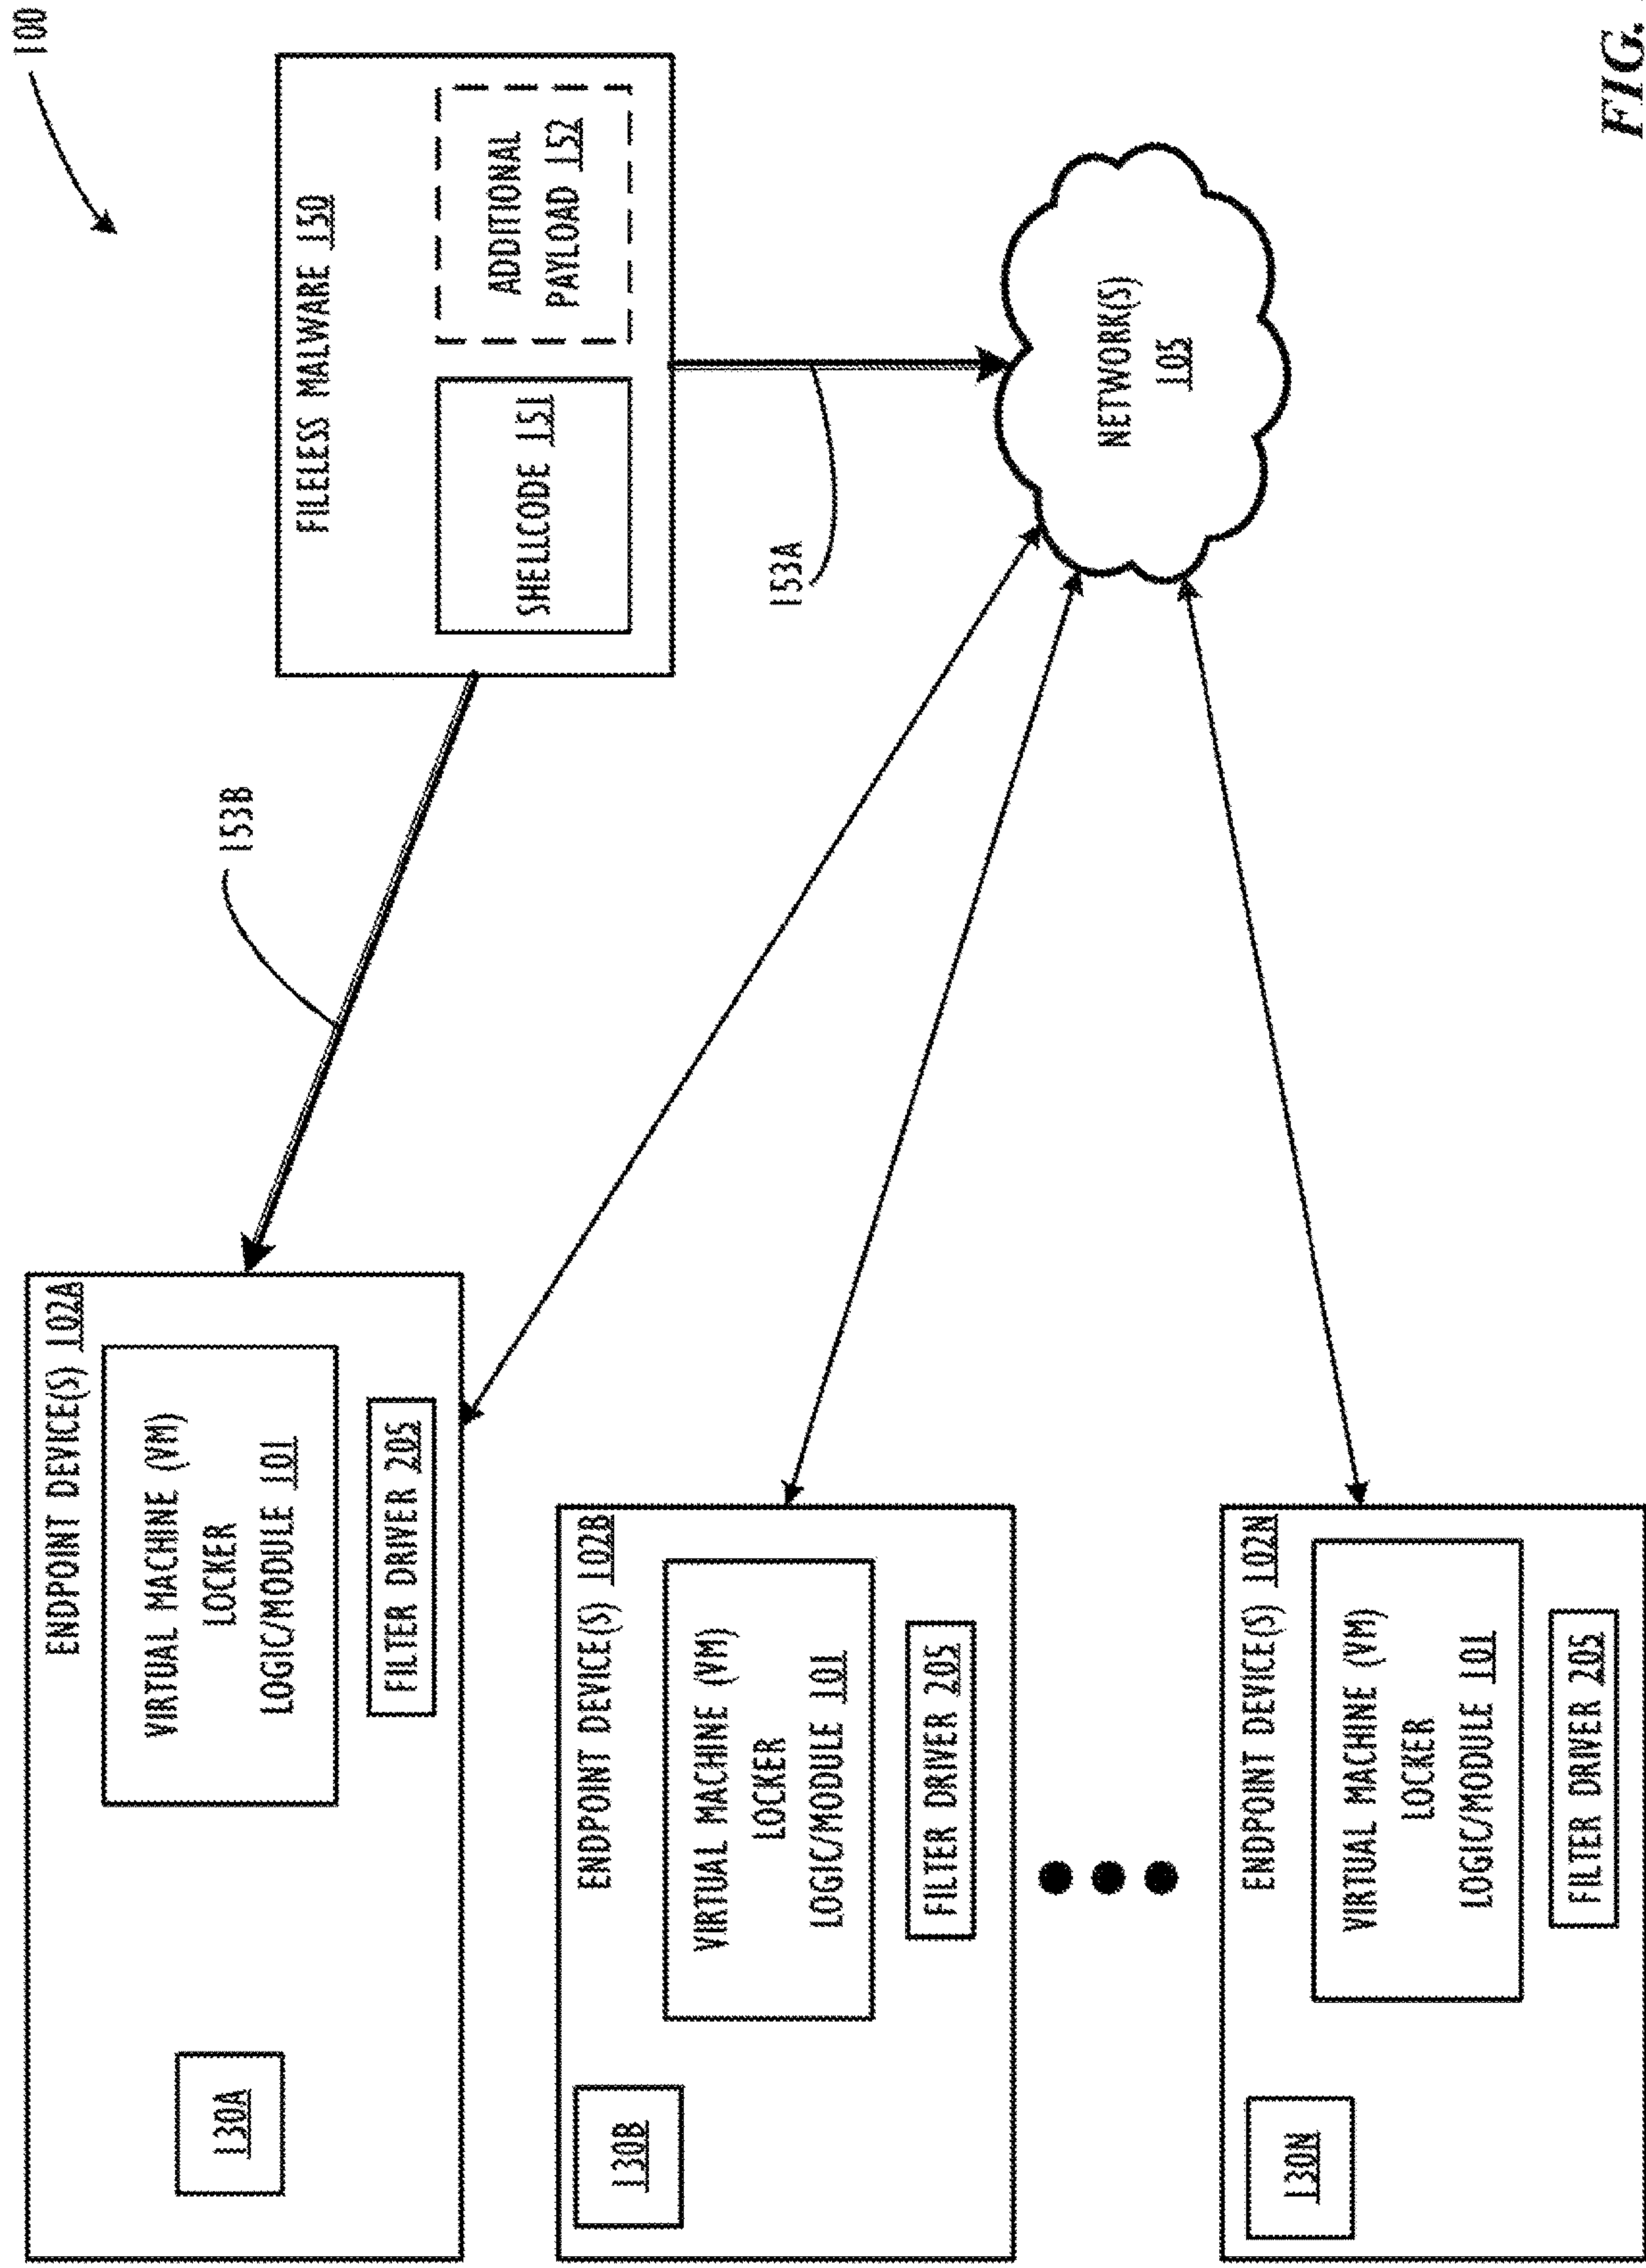 100
ENDPOINT DEVICE(S) 102A
VIRTUAL MACHINE (VM)
LOCKER
LOGIC/MODULE 101
FILTER DRIVER 205
130A
153B
FILELESS MALWARE 150
SHELLCODE 151
ADDITIONAL
PAYLOAD 152
153A
ENDPOINT DEVICE(S) 102B
VIRTUAL MACHINE (VM)
LOCKER
LOGIC/MODULE 101
FILTER DRIVER 205
130B
NETWORK(S)
105
ENDPOINT DEVICE(S) 102N
VIRTUAL MACHINE (VM)
LOCKER
LOGIC/MODULE 101
FILTER DRIVER 205
130N
FIG.